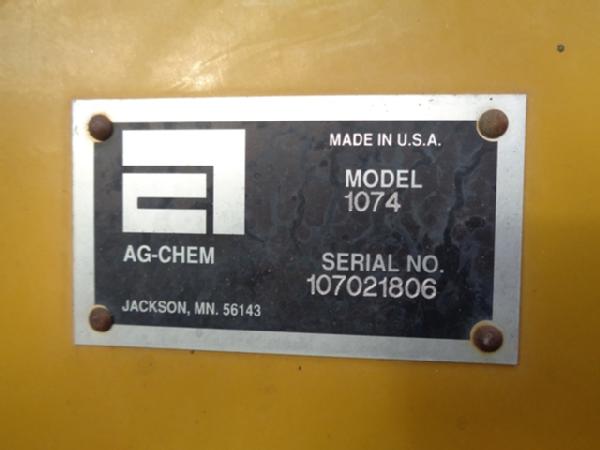 MADE IN U.S.A.
MODEL
1074
AG-CHEM
SERIAL NO.
107021806
JACKSON, MN. 56143